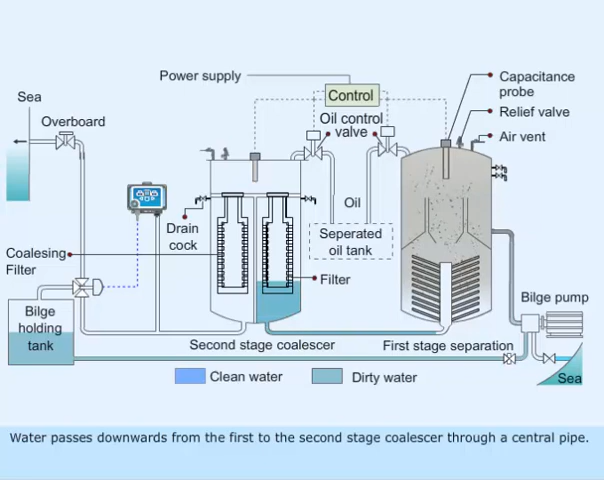 Power supply
Control
Capacitance
probe
Relief valve
Air vent
Sea
Overboard
Oil control
valve
Oil
Drain
cock
Seperated
oil tank
Coalesing
Filter
Filter
Bilge
holding
tank
Bilge pump
Second stage coalescer
First stage separation
Sea
Clean water
Dirty water
Water passes downwards from the first to the second stage coalescer through a central pipe.